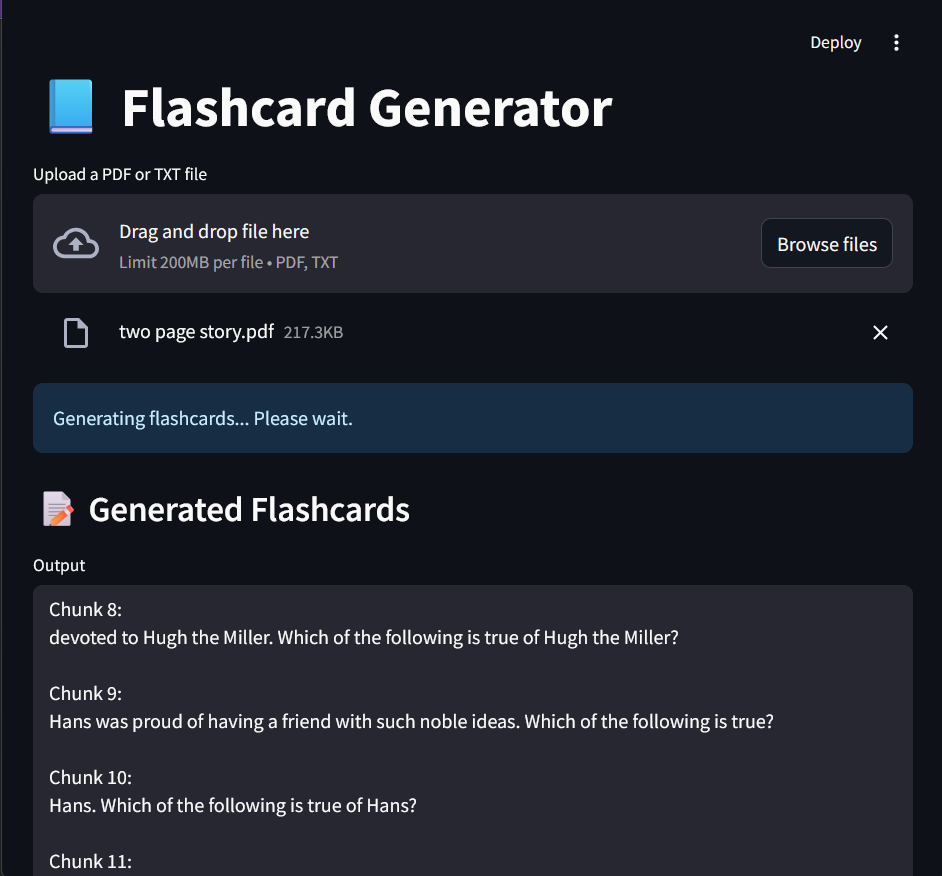 Deploy
Flashcard Generator
Upload a PDF or TXT file
Drag and drop file here
Limit 200MB per file • PDF, TXT
Browse files
two page story.pdf 217.3KB
Generating flashcards... Please wait.
Generated Flashcards
Output
Chunk 8:
devoted to Hugh the Miller. Which of the following is true of Hugh the Miller?
Chunk 9:
Hans was proud of having a friend with such noble ideas. Which of the following is true?
Chunk 10:
Hans. Which of the following is true of Hans?
Chunk 11: